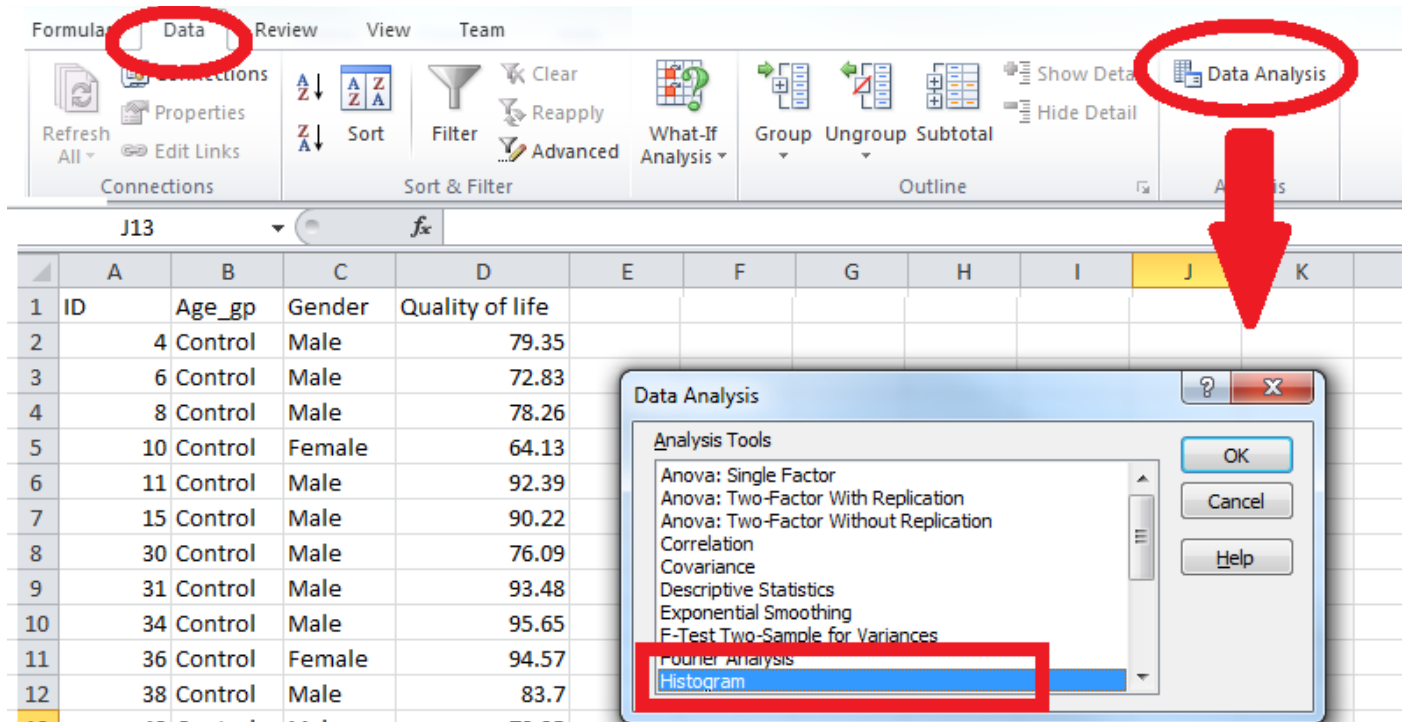 Formulas Data Review View Team
Connections Clear Show Detail Data Analysis
Properties Reapply Hide Detail
Refresh All Edit Links Sort Filter Advanced What-If Analysis Group Ungroup Subtotal
Connections Sort & Filter Outline
J13 fx
A B C D E F G H I J K
1 ID Age_gp Gender Quality of life
2 4 Control Male 79.35
3 6 Control Male 72.83
4 8 Control Male 78.26
5 10 Control Female 64.13
6 11 Control Male 92.39
7 15 Control Male 90.22
8 30 Control Male 76.09
9 31 Control Male 93.48
10 34 Control Male 95.65
11 36 Control Female 94.57
12 38 Control Male 83.7
Data Analysis
Analysis Tools
Anova: Single Factor
Anova: Two-Factor With Replication
Anova: Two-Factor Without Replication
Correlation
Covariance
Descriptive Statistics
Exponential Smoothing
F-Test Two-Sample for Variances
Fourier Analysis
Histogram
OK
Cancel
Help